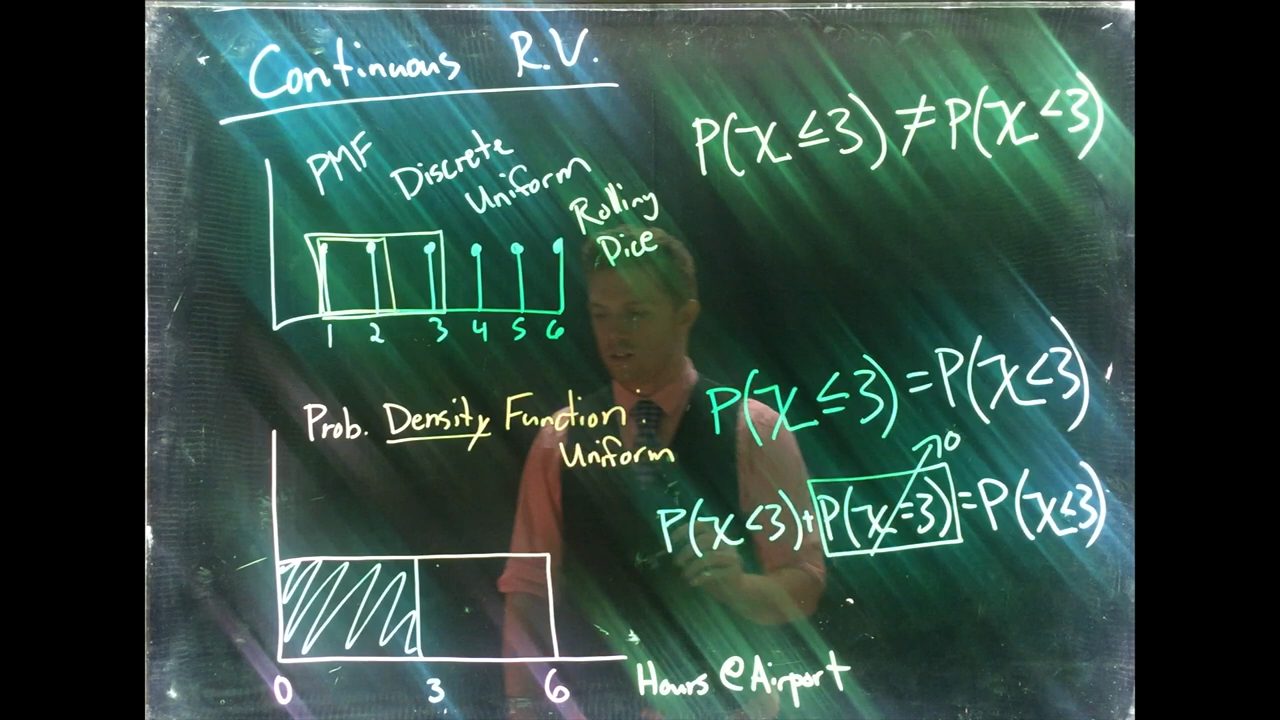 Continuous R.V.
PMF
Discrete
Uniform
Rolling
Dice
1 2 3 4 5 6
P(x ≤ 3) ≠ P(x < 3)
Prob. Density Function
Uniform
0 3 6
Hours @ Airport
P(x ≤ 3) = P(x < 3)
0
P(x < 3) + P(x = 3) = P(x < 3)